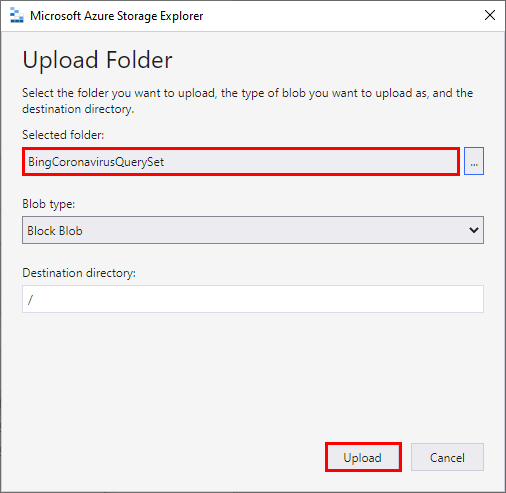 Microsoft Azure Storage Explorer
Upload Folder
Select the folder you want to upload, the type of blob you want to upload as, and the
destination directory.
Selected folder:
BingCoronavirusQuerySet
...
Blob type:
Block Blob
Destination directory:
/
Upload
Cancel